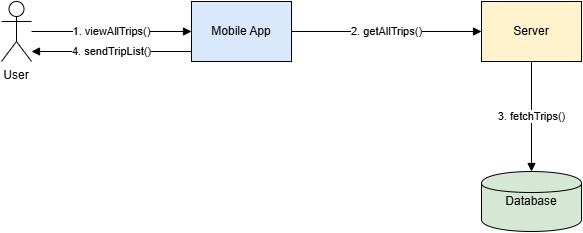 1. viewAllTrips()
Mobile App
2. getAllTrips()
Server
4. sendTripList()
User
3. fetchTrips()
Database